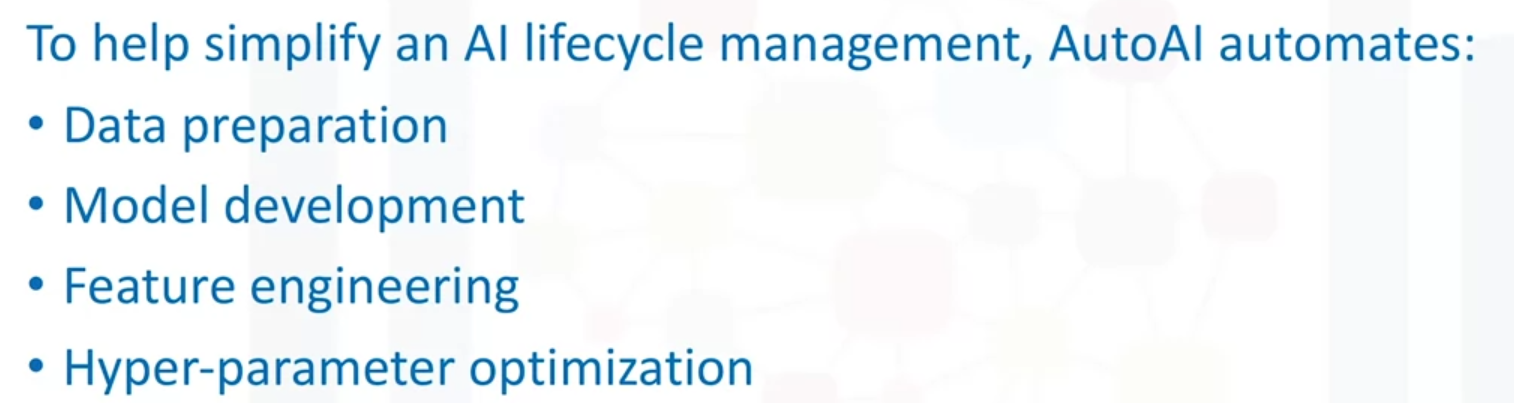 To help simplify an AI lifecycle management, AutoAI automates:
• Data preparation
• Model development
• Feature engineering
• Hyper-parameter optimization